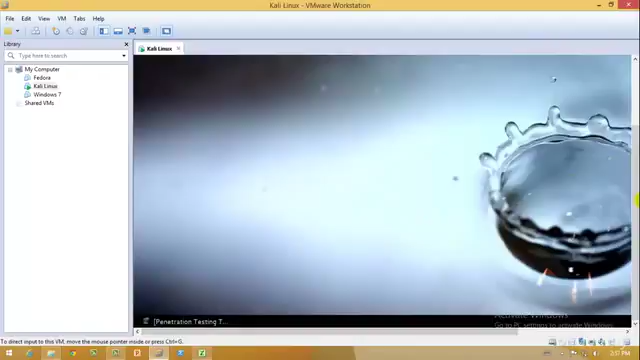 Kali Linux - VMware Workstation
File Edit View VM Tabs Help
Library
Type here to search
My Computer
Fedora
Kali Linux
Windows 7
Shared VMs
Kali Linux
[Penetration Testing T...
Activate Windows
Go to PC settings to activate Windows.
To direct input to this VM, move the mouse pointer inside or press Ctrl+G.